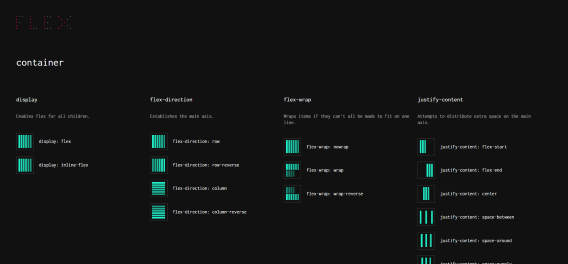 FLEX
container
display
Enables flex for all children.
display: flex
display: inline-flex
flex-direction
Establishes the main axis.
flex-direction: row
flex-direction: row-reverse
flex-direction: column
flex-direction: column-reverse
flex-wrap
Wraps items if they can't all be made to fit on one
line.
flex-wrap: nowrap
flex-wrap: wrap
flex-wrap: wrap-reverse
justify-content
Attempts to distribute extra space on the main
axis.
justify-content: flex-start
justify-content: flex-end
justify-content: center
justify-content: space-between
justify-content: space-around